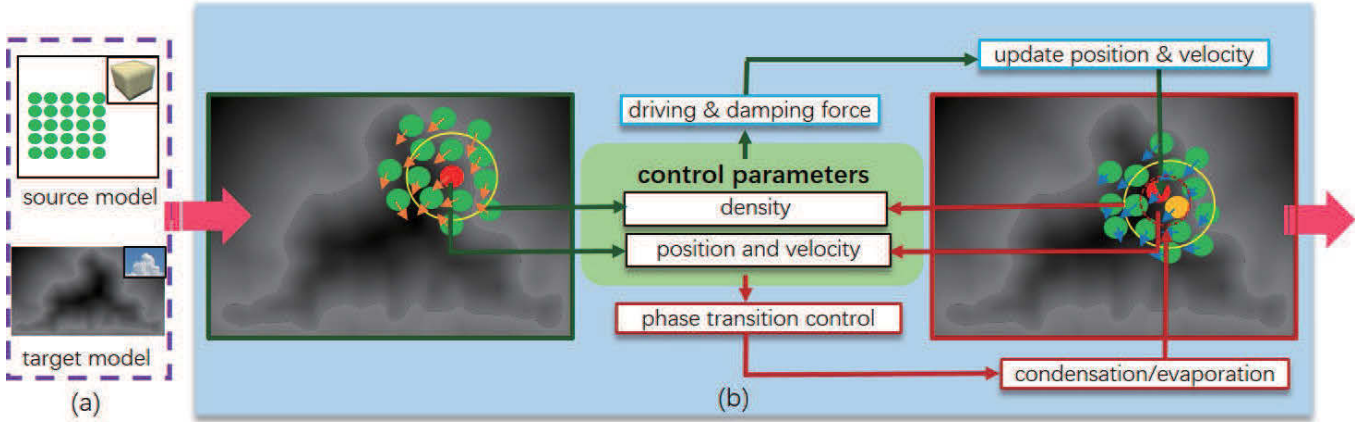 source model
target model
(a)
update position & velocity
driving & damping force
control parameters
density
position and velocity
phase transition control
condensation/evaporation
(b)